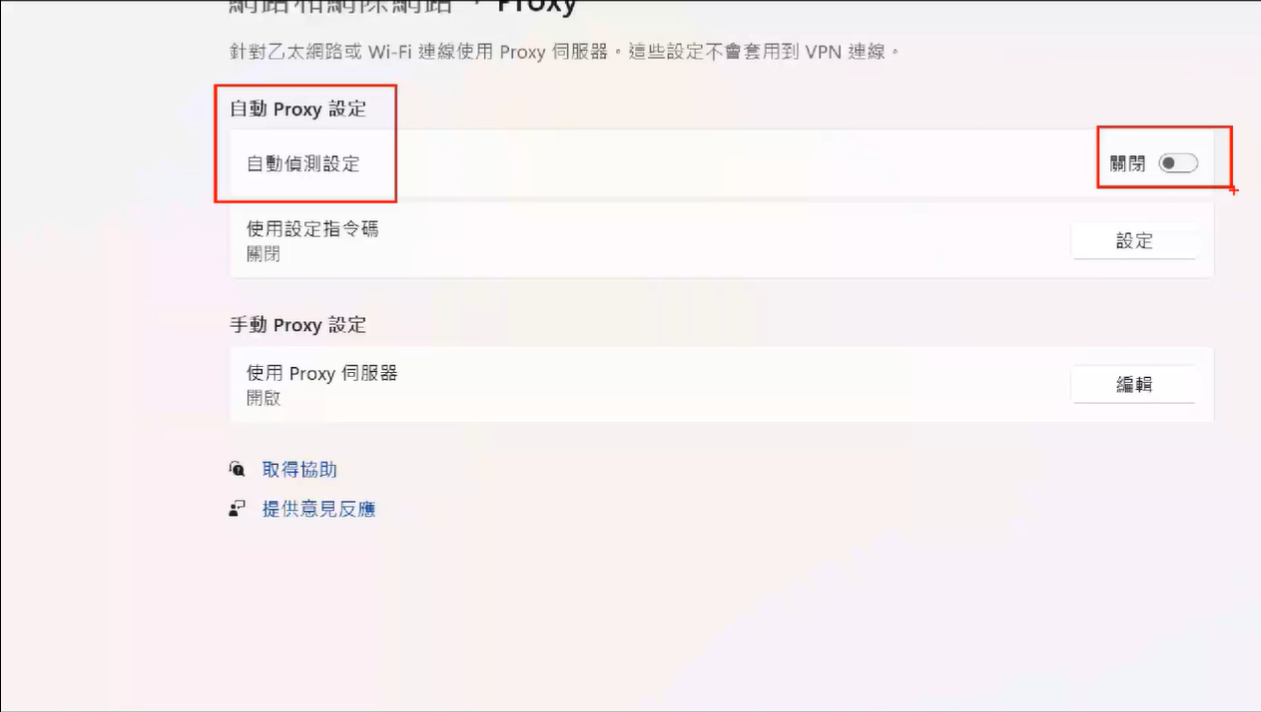 網路和網際網路 › Proxy
針對乙太網路或 Wi-Fi 連線使用 Proxy 伺服器。這些設定不會套用到 VPN 連線。
自動 Proxy 設定
自動偵測設定
關閉
使用設定指令碼
關閉
設定
手動 Proxy 設定
使用 Proxy 伺服器
開啟
編輯
取得協助
提供意見反應